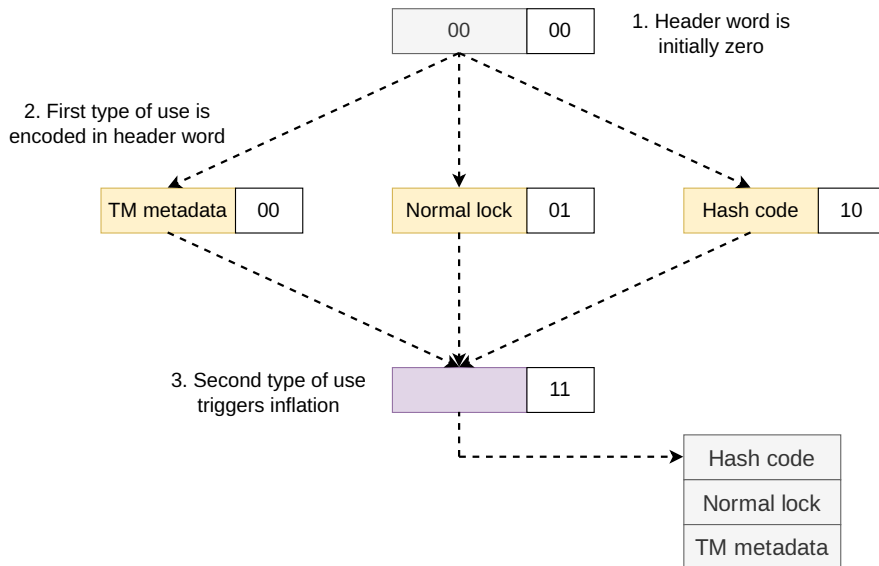 00 00
1. Header word is
initially zero
2. First type of use is
encoded in header word
TM metadata 00
Normal lock 01
Hash code 10
3. Second type of use
triggers inflation
11
Hash code
Normal lock
TM metadata